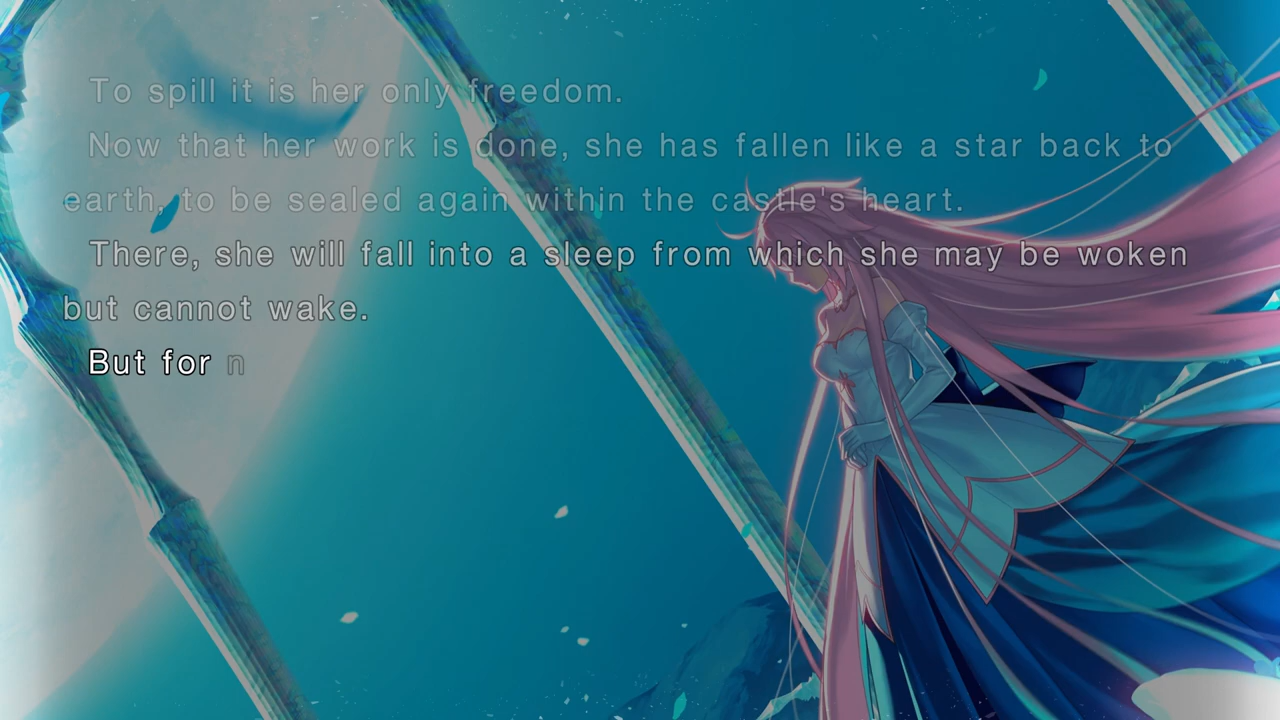 To spill it is her only freedom.
Now that her work is done, she has fallen like a star back to
earth, to be sealed again within the castle's heart.
There, she will fall into a sleep from which she may be woken
but cannot wake.
But for n